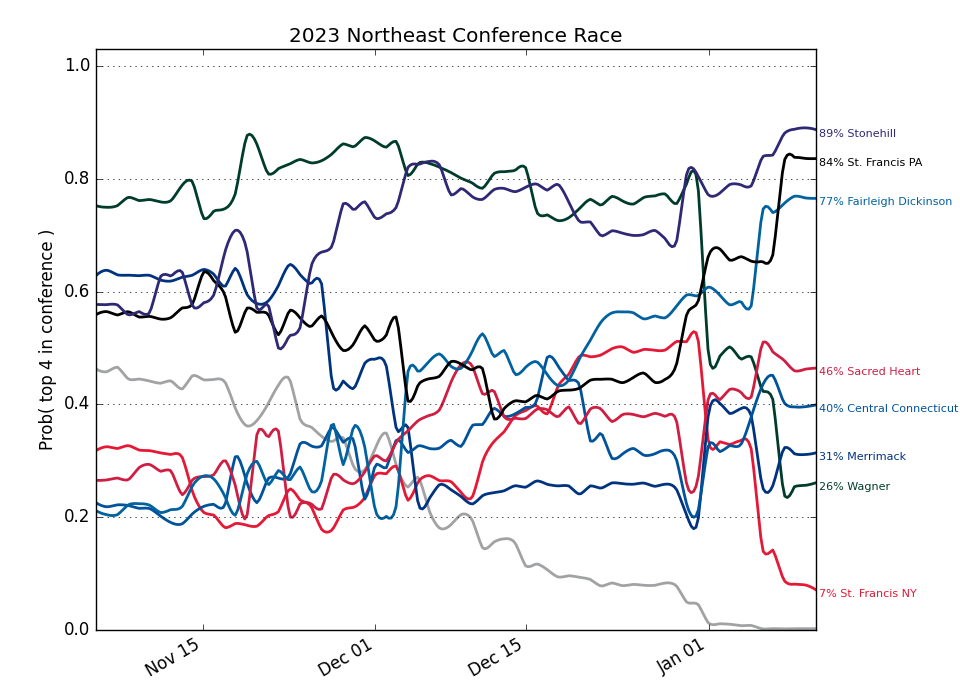 2023 Northeast Conference Race
Prob( top 4 in conference )
1.0
0.8
0.6
0.4
0.2
0.0
Nov 15
Dec 01
Dec 15
Jan 01
89% Stonehill
84% St. Francis PA
77% Fairleigh Dickinson
46% Sacred Heart
40% Central Connecticut
31% Merrimack
26% Wagner
7% St. Francis NY